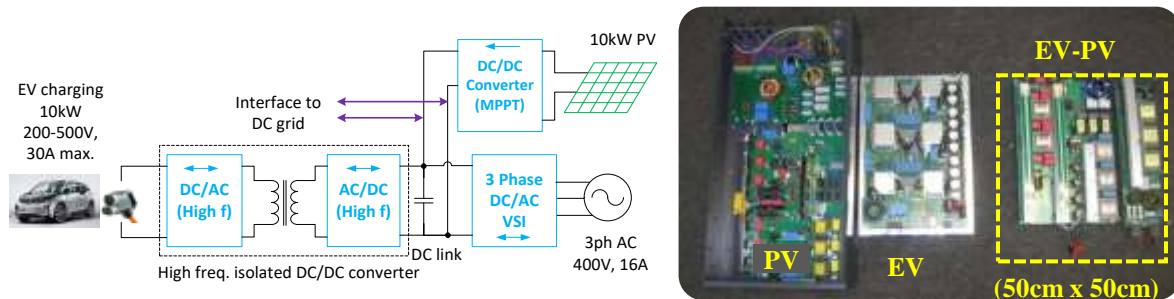 EV charging
10kW
200-500V,
30A max.
Interface to
DC grid
DC/DC
Converter
(MPPT)
10kW PV
DC/AC
(High f)
AC/DC
(High f)
3 Phase
DC/AC
VSI
DC link
3ph AC
400V, 16A
High freq. isolated DC/DC converter
PV
EV
EV-PV
(50cm x 50cm)